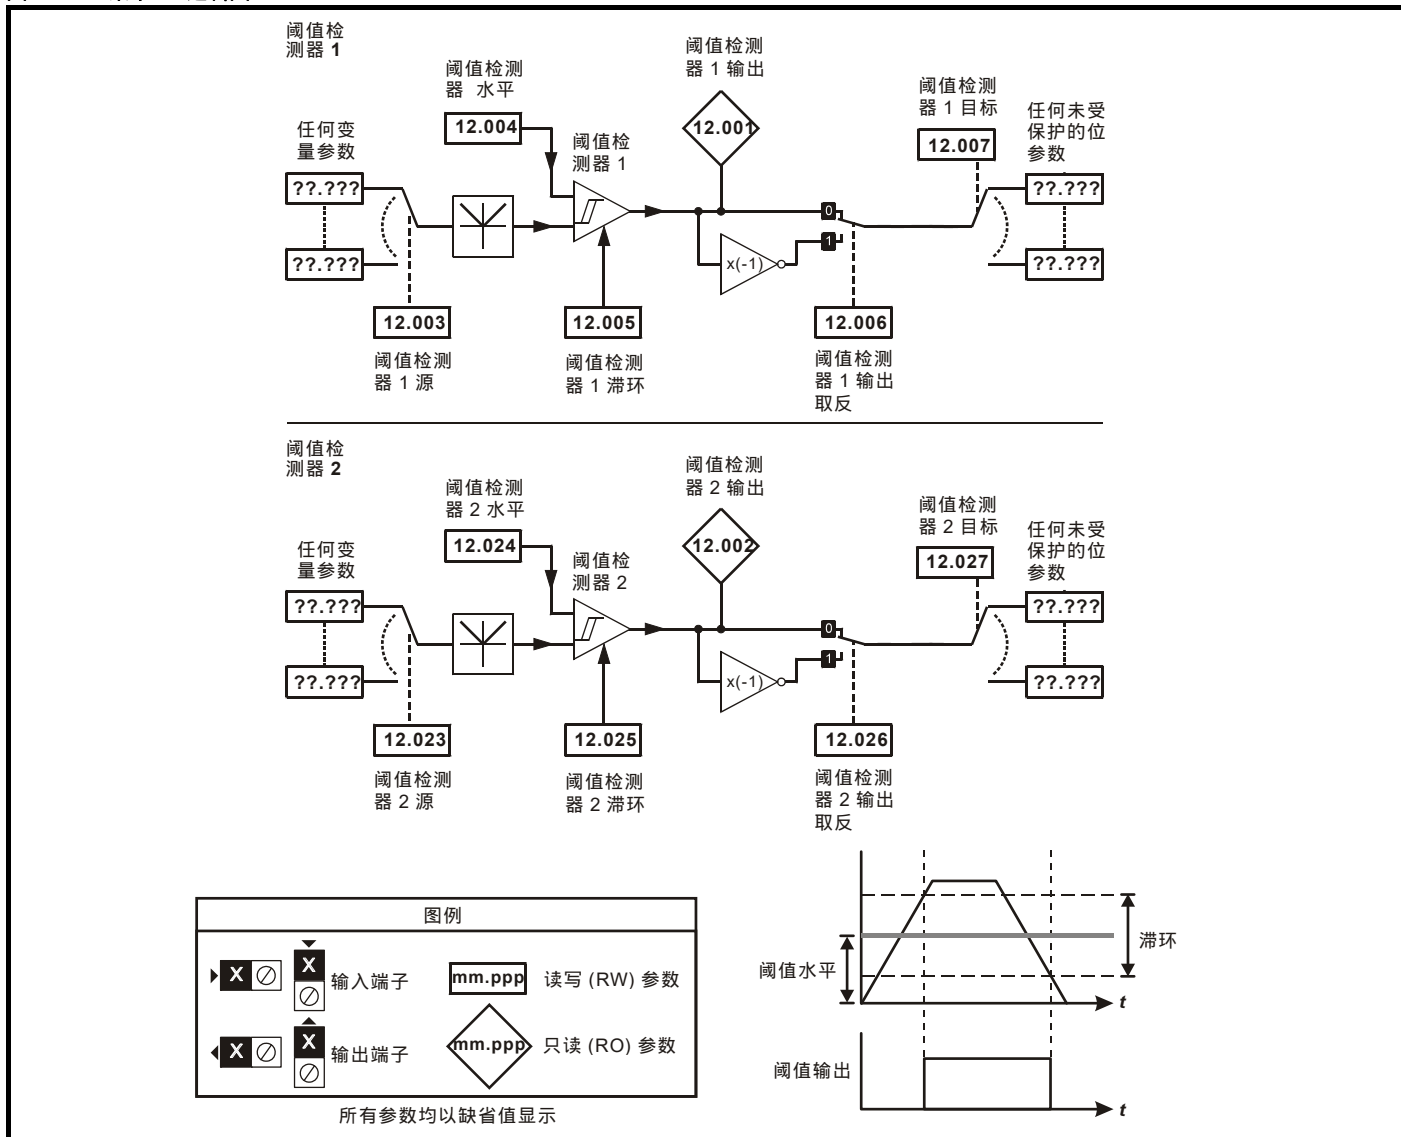 阈值检
测器 1
阈值检测
器 水平
12.004
阈值检测
器 1 输出
12.001
阈值检测
器 1 目标
12.007
任何变
量参数
??.???
??.???
阈值检
测器 1
任何未受
保护的位
参数
??.???
??.???
0
1
x(-1)
12.003
阈值检测
器 1 源
12.005
阈值检测
器 1 滞环
12.006
阈值检测
器 1 输出
取反
阈值检
测器 2
阈值检测
器 2 水平
12.024
阈值检测
器 2 输出
12.002
阈值检测
器 2 目标
12.027
任何变
量参数
??.???
??.???
阈值检
测器 2
任何未受
保护的位
参数
??.???
??.???
0
1
x(-1)
12.023
阈值检测
器 2 源
12.025
阈值检测
器 2 滞环
12.026
阈值检测
器 2 输出
取反
图例
X
X
输入端子
mm.ppp
读写 (RW) 参数
X
X
输出端子
mm.ppp
只读 (RO) 参数
所有参数均以缺省值显示
阈值水平
滞环
t
阈值输出
t